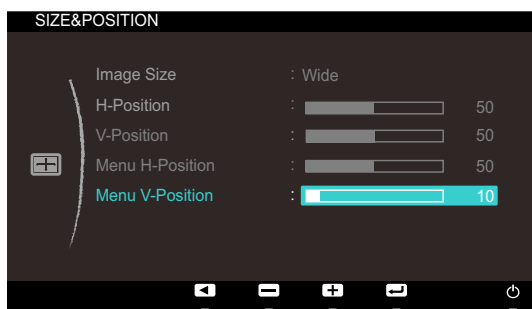 SIZE&POSITION
Image Size : Wide
H-Position : 50
V-Position : 50
Menu H-Position : 50
Menu V-Position : 10